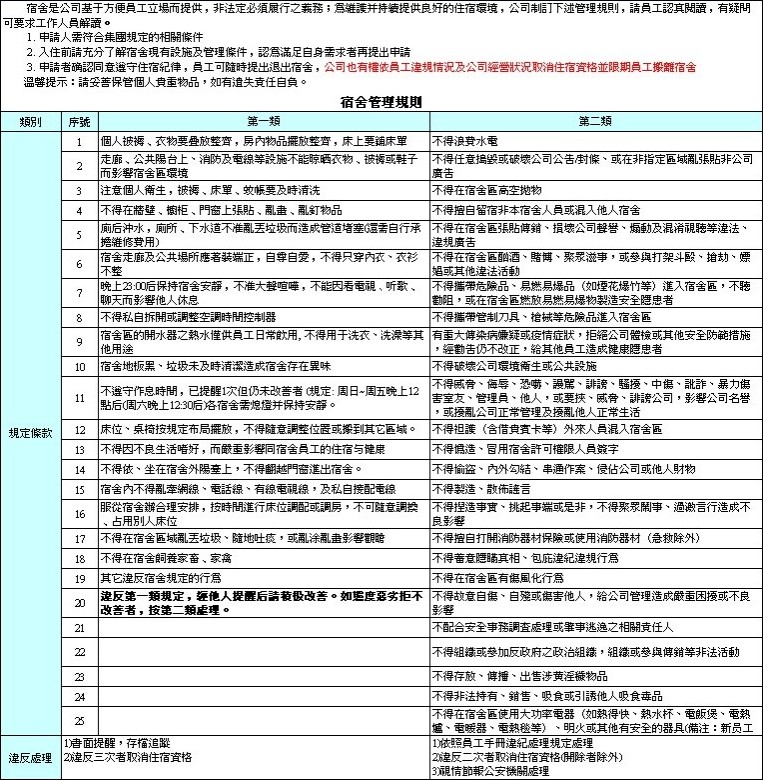 宿舍是公司基于方便員工立場而提供，非法定必須履行之義務；為維護并持續提供良好的住宿環境，公司制訂下述管理規則，請員工認真閱讀，有疑問
可要求工作人員解讀。
1. 申請人需符合集團規定的相關條件
2. 入住前請充分了解宿舍現有設施及管理條件，認為滿足自身需求者再提出申請
3. 申請者确認同意遵守住宿紀律，員工可隨時提出退出宿舍，公司也有權依員工違規情況及公司經營狀況取消住宿資格並限期員工搬離宿舍
溫馨提示：請妥善保管個人貴重物品，如有遺失責任自負。
宿舍管理規則
類別 序號 第一類 第二類
規定條款
1 個人被褥、衣物要疊放整齊，房內物品擺放整齊，床上要鋪床單 不得浪費水電
2 走廊、公共陽台上、消防及電線等設施不能晾晒衣物、被褥或鞋子
而影響宿舍區環境
不得任意搗毀或破壞公司公告/封條、或在非指定區域亂張貼非公司
廣告
3 注意個人衛生，被褥、床單、蚊帳要及時清洗 不得在宿舍區高空拋物
4 不得在牆壁、櫥柜、門窗上張貼、亂畫、亂釘物品 不得擅自留宿非本宿舍人員或混入他人宿舍
5 廁后沖水，廁所、下水道不准亂丟垃圾而造成管道堵塞(還需自行承
擔維修費用)
不得在宿舍區張貼傳銷、損壞公司聲譽、煽動及混淆視聽等違法、
違規廣告
6 宿舍走廊及公共場所應著裝端正，自尊自愛，不得只穿內衣、衣衫
不整
不得在宿舍區酗酒、賭博、聚眾滋事，或參与打架斗毆、搶劫、嫖
娼或其他違法活動
7 晚上23:00后保持宿舍安靜，不准大聲喧嘩，不能因看電視、听歌、
聊天而影響他人休息
不得攜帶危險品、易燃易爆品（如煙花爆竹等）進入宿舍區，不聽
勸阻，或在宿舍區燃放易燃易爆物製造安全隱患者
8 不得私自拆開或調整空調時間控制器 不得攜帶管制刀具、槍械等危險品進入宿舍區
9 宿舍區的開水器之熱水僅供員工日常飲用，不得用于洗衣、洗澡等其
他用途
有重大傳染病嫌疑或疫情症狀，拒絕公司體檢或其他安全防範措施
，經勸告仍不改正，給其他員工造成健康隱患者
10 宿舍地板累、垃圾未及時清潔造成宿舍存在異味 不得破壞公司環境衛生或公共設施
11 不遵守作息時間，已提醒1次但仍未改善者 (規定: 周日~周五晚上12
點后(周六晚上12:30后)各宿舍需熄燈并保持安靜。
不得威脅、侮辱、恐嚇、謾罵、誹謗、騷擾、中傷、訛詐、暴力傷
害室友、管理員、他人，或要挾、威脅、誹謗公司，影響公司名譽
，或擾亂公司正常管理及擾亂他人正常生活
12 床位、桌椅按規定布局擺放，不得隨意調整位置或搬到其它區域。 不得担護（含借貴賓卡等）外來人員混入宿舍區
13 不得因不良生活嗜好，而嚴重影響同宿舍員工的住宿与健康 不得偽造、冒用宿舍許可權限人員簽字
14 不得依、坐在宿舍外陽臺上，不得翻越門窗進出宿舍。 不得偷盜、內外勾結、串通作案、侵佔公司或他人財物
15 宿舍內不得亂牽網線、電話線、有線電視線，及私自接配電線 不得製造、散佈謠言
16 服從宿舍辦合理安排，按時間進行床位調配或調房，不可隨意調換
、占用別人床位
不得捏造事實、挑起事端或是非，不得聚眾鬧事、過激言行造成不
良影響
17 不得在宿舍區域亂丟垃圾、隨地吐痰，或亂涂亂畫影響觀瞻 不得擅自打開消防器材保險或使用消防器材（急救除外）
18 不得在宿舍飼養家畜、家禽 不得蓄意隱瞞真相、包庇違紀違規行為
19 其它違反宿舍規定的行為 不得在宿舍區有傷風化行為
20 違反第一類規定，經他人提醒后請積極改善。如態度惡劣拒不
改善者，按第二類處理。
不得故意自傷、自殘或傷害他人，給公司管理造成嚴重困擾或不良
影響
21 不配合安全事務調查處理或肇事逃逸之相關責任人
22 不得組織或參加反政府之政治組織，組織或參與傳銷等非法活動
23 不得存放、傳播、出售涉黃淫穢物品
24 不得非法持有、銷售、吸食或引誘他人吸食毒品
25 不得在宿舍區使用大功率電器（如熱得快、熱水杯、電飯煲、電熱
爐、電暖器、電熱毯等）、明火或其他有安全的器具(備注：新员工
違反處理
1)書面提醒，存檔追蹤
2)違反三次者取消住宿資格
1)依照員工手冊違紀處理規定處理
2)違反二次者取消住宿資格(開除者除外)
3)視情節報公安機關處理